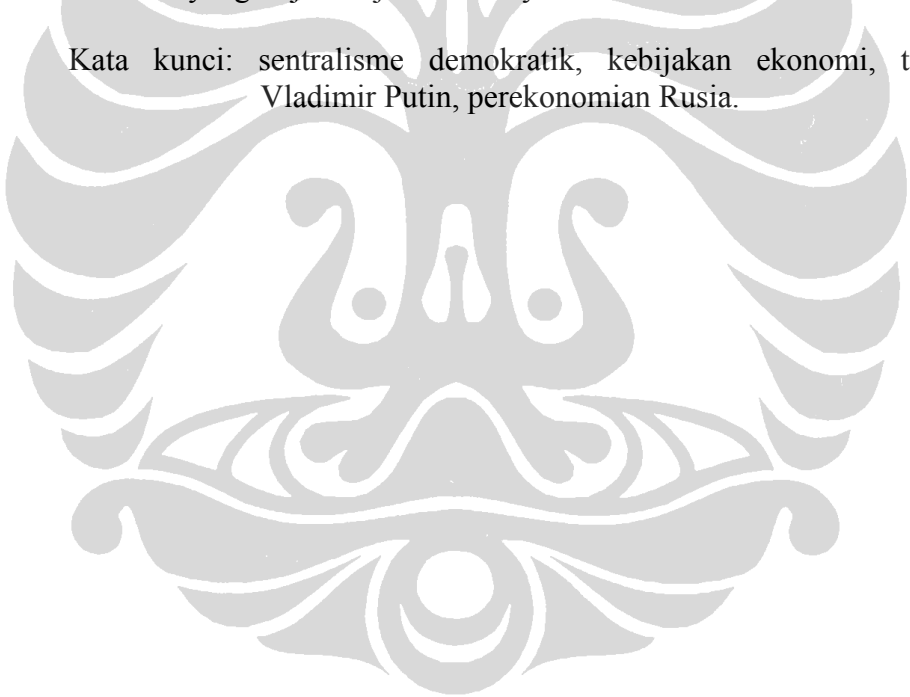 Kata kunci: sentralisme demokratik, kebijakan ekonomi, t
Vladimir Putin, perekonomian Rusia.